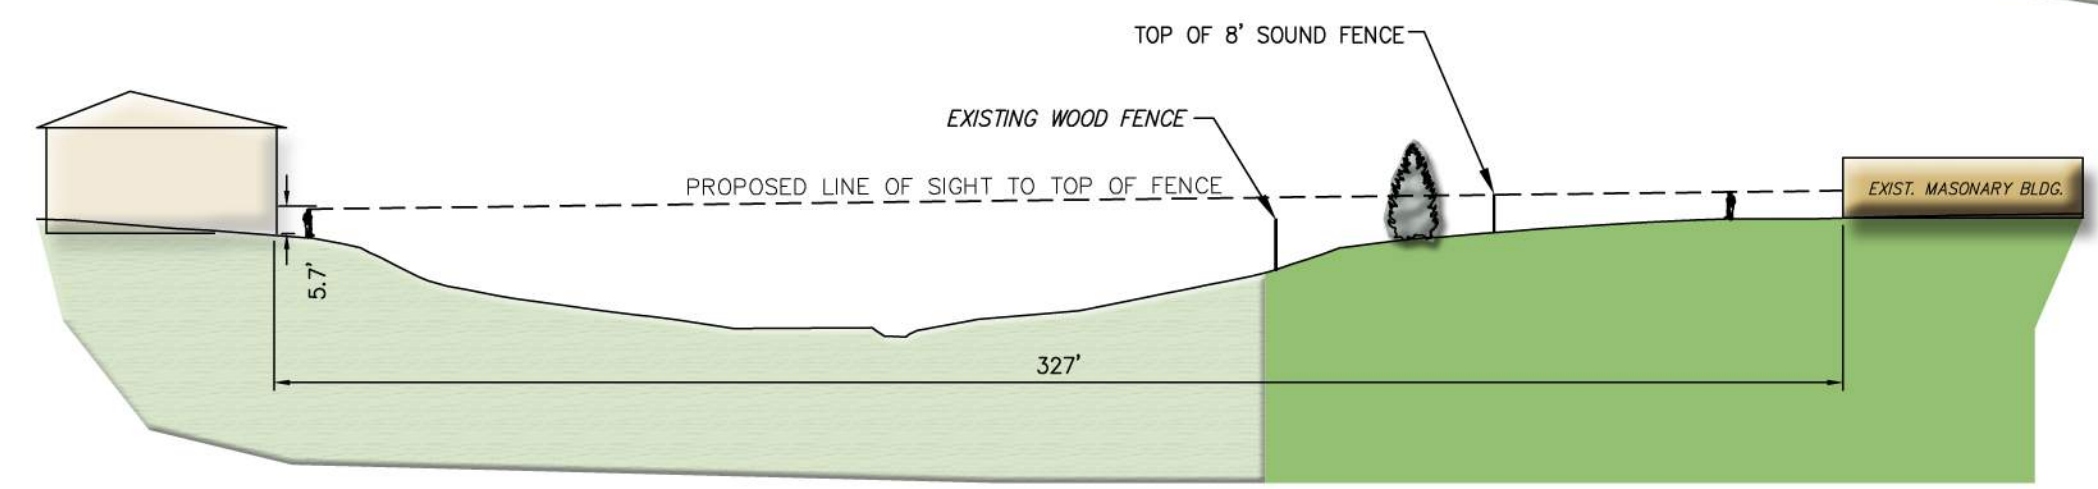 TOP OF 8' SOUND FENCE
EXISTING WOOD FENCE
PROPOSED LINE OF SIGHT TO TOP OF FENCE
EXIST. MASONARY BLDG.
5.7'
327'